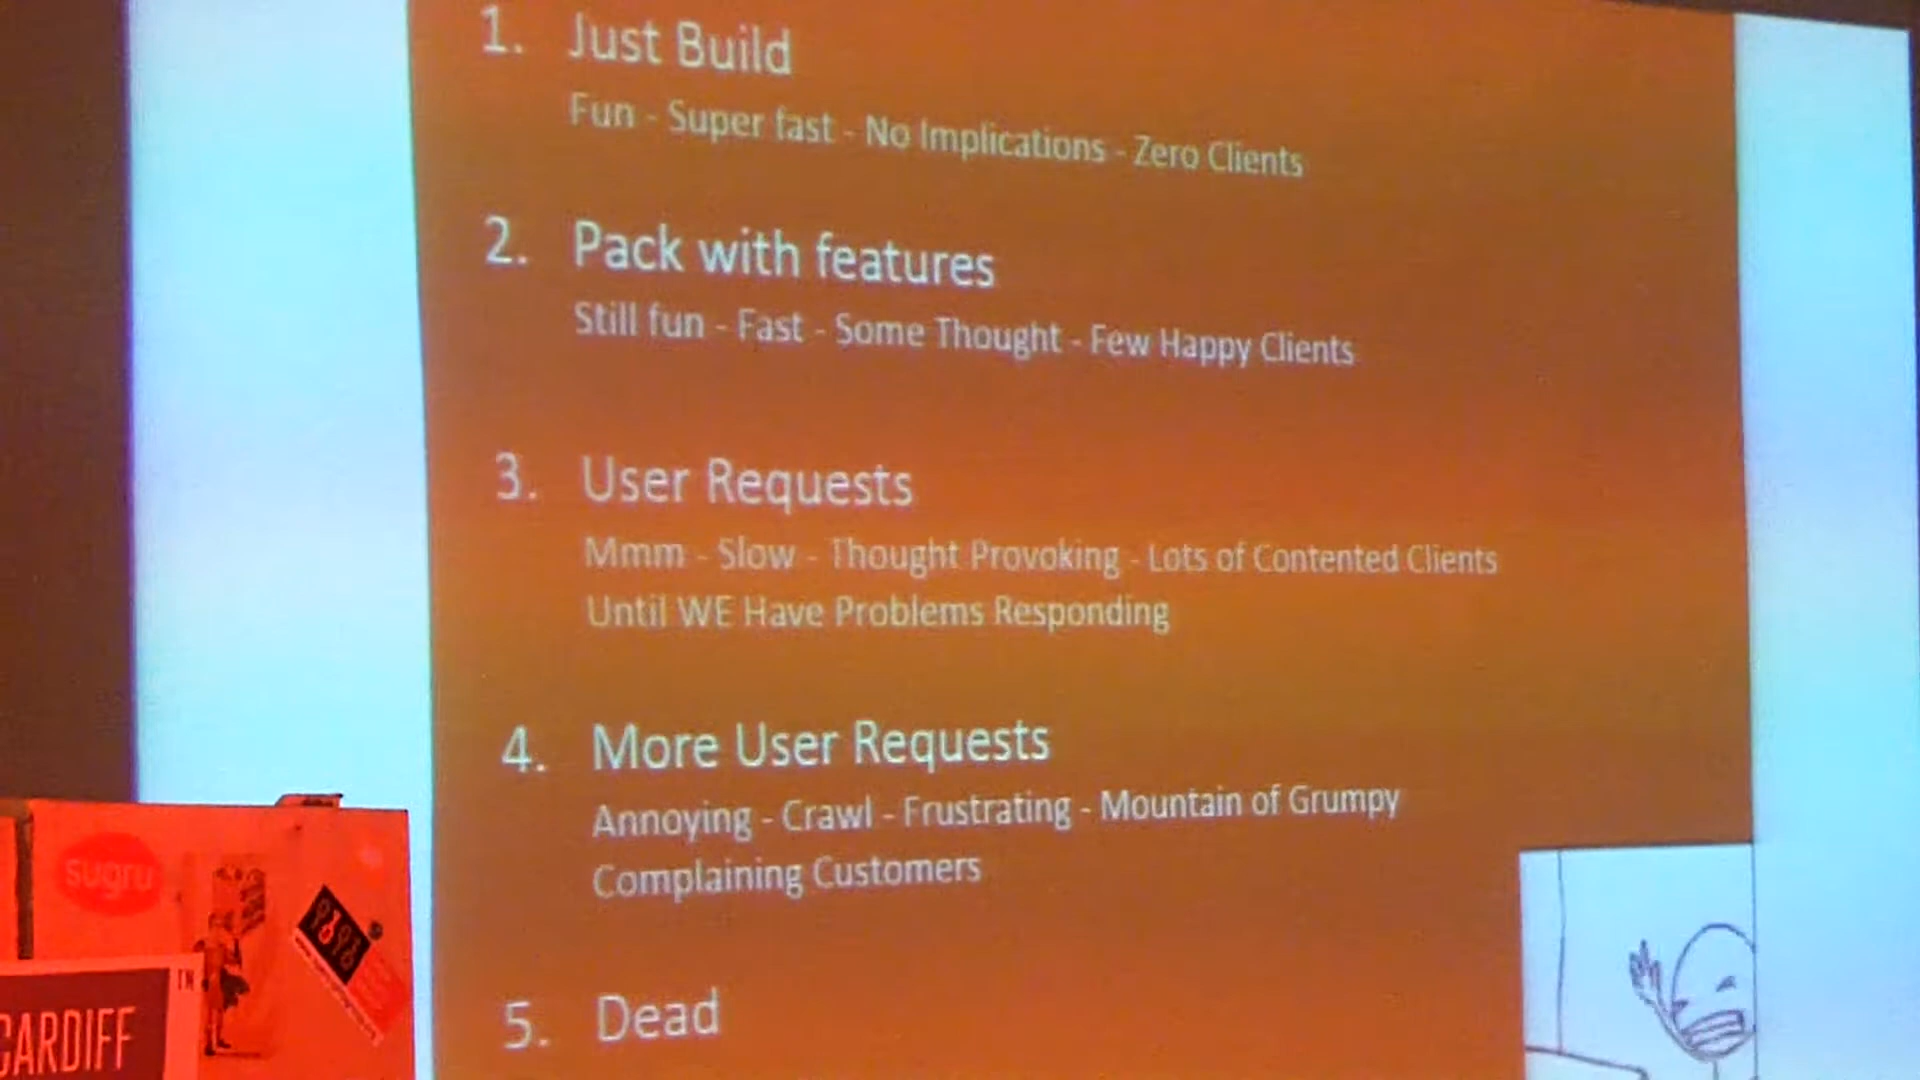 1. Just Build
Fun - Super fast - No Implications - Zero Clients
2. Pack with features
Still fun - Fast - Some Thought - Few Happy Clients
3. User Requests
Mmm - Slow - Thought Provoking - Lots of Contented Clients
Until WE Have Problems Responding
4. More User Requests
Annoying - Crawl - Frustrating - Mountain of Grumpy
Complaining Customers
5. Dead
sugru
TM
CARDIFF